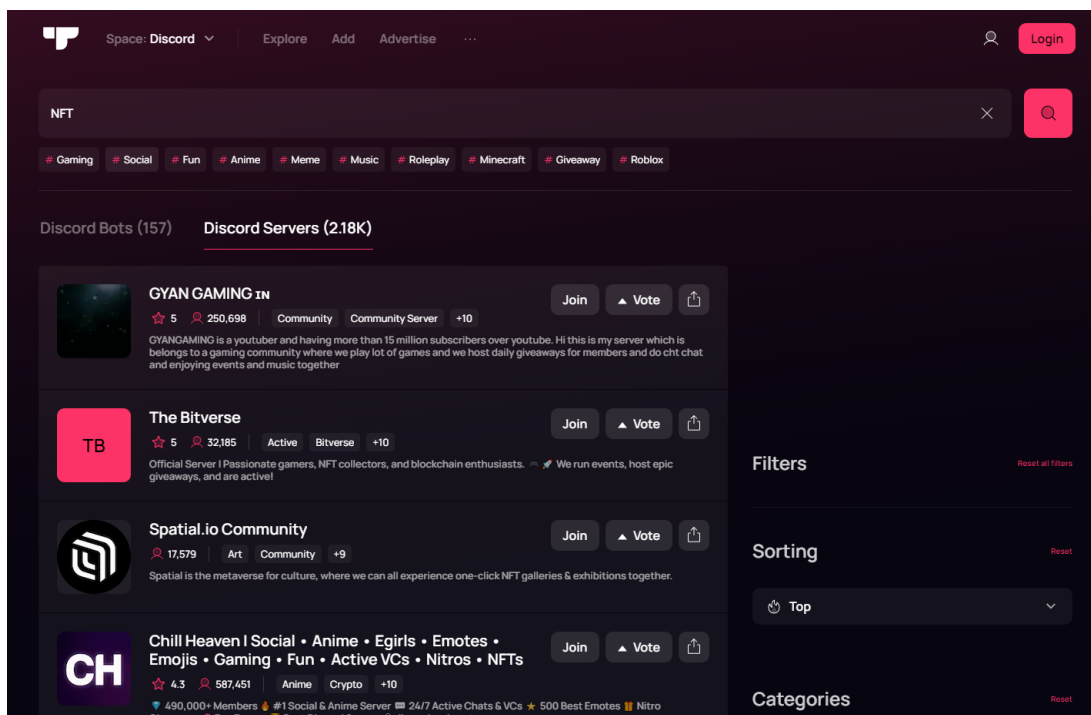 Space: Discord
Explore
Add
Advertise
...
Login
NFT
# Gaming
# Social
# Fun
# Anime
# Meme
# Music
# Roleplay
# Minecraft
# Giveaway
# Roblox
Discord Bots (157)
Discord Servers (2.18K)
GYAN GAMING IN
Join
Vote
5
250,698
Community
Community Server
+10
GYANGAMING is a youtuber and having more than 15 million subscribers over youtube. Hi this is my server which is
belongs to a gaming community where we play lot of games and we host daily giveaways for members and do cht chat
and enjoying events and music together
TB
The Bitverse
Join
Vote
5
32,185
Active
Bitverse
+10
Official Server | Passionate gamers, NFT collectors, and blockchain enthusiasts. 🎮 🚀 We run events, host epic
giveaways, and are active!
Filters
Reset all filters
Spatial.io Community
Join
Vote
17,579
Art
Community
+9
Spatial is the metaverse for culture, where we can all experience one-click NFT galleries & exhibitions together.
Sorting
Reset
Top
CH
Chill Heaven | Social • Anime • Egirls • Emotes •
Emojis • Gaming • Fun • Active VCs • Nitros • NFTs
Join
Vote
4.3
587,451
Anime
Crypto
+10
490,000+ Members #1 Social & Anime Server 24/7 Active Chats & VCs ★ 500 Best Emotes Nitro
Categories
Reset